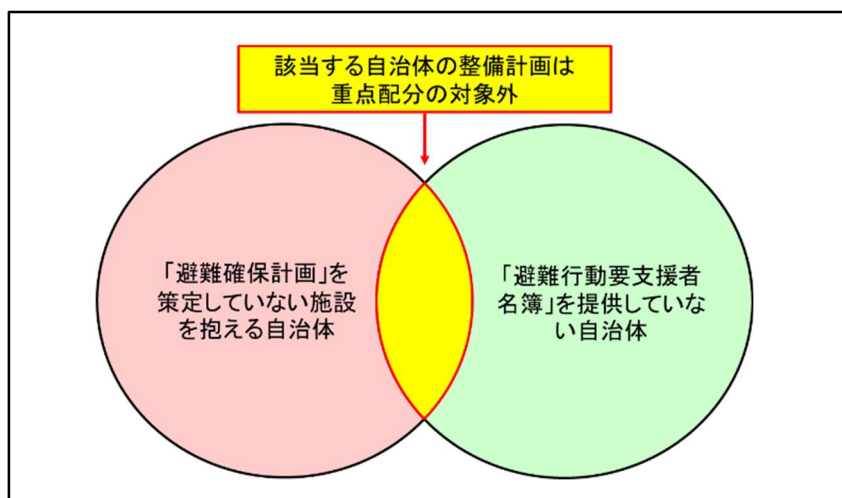 該当する自治体の整備計画は
重点配分の対象外
「避難確保計画」を
策定していない施設
を抱える自治体
「避難行動要支援者
名簿」を提供していな
い自治体